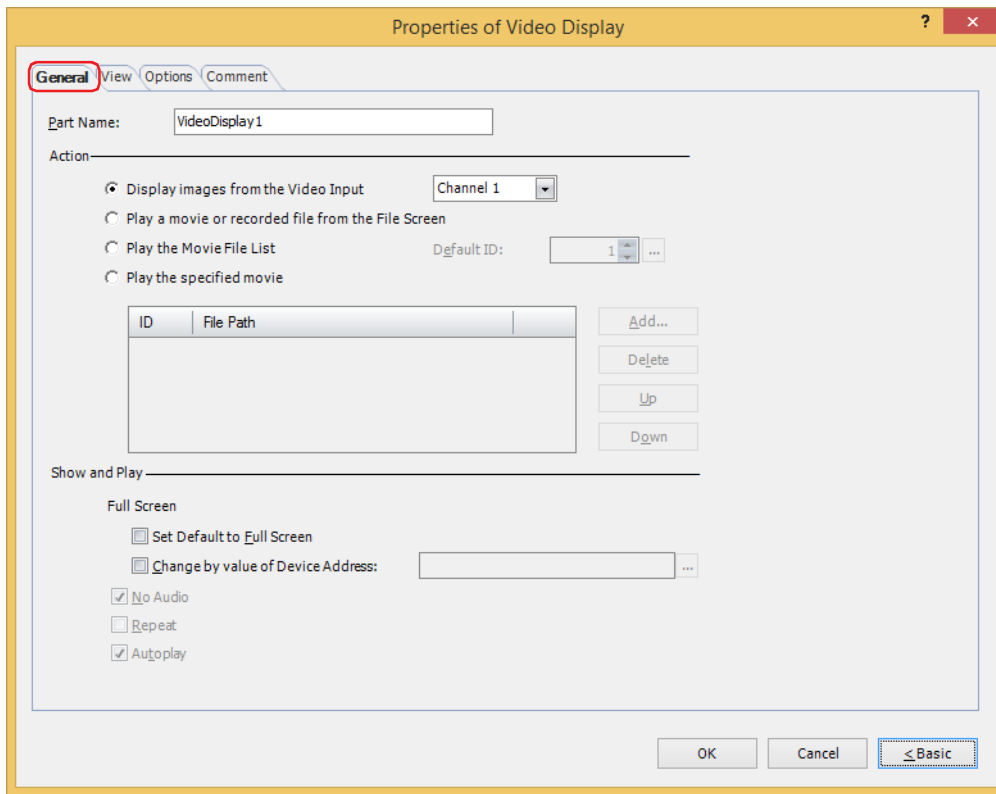 Properties of Video Display ?
General View Options Comment
Part Name: VideoDisplay1
Action
Display images from the Video Input Channel 1
Play a movie or recorded file from the File Screen
Play the Movie File List Default ID: 1 ...
Play the specified movie
ID File Path
Add...
Delete
Up
Down
Show and Play
Full Screen
Set Default to Full Screen
Change by value of Device Address: ...
No Audio
Repeat
Autoplay
OK Cancel < Basic